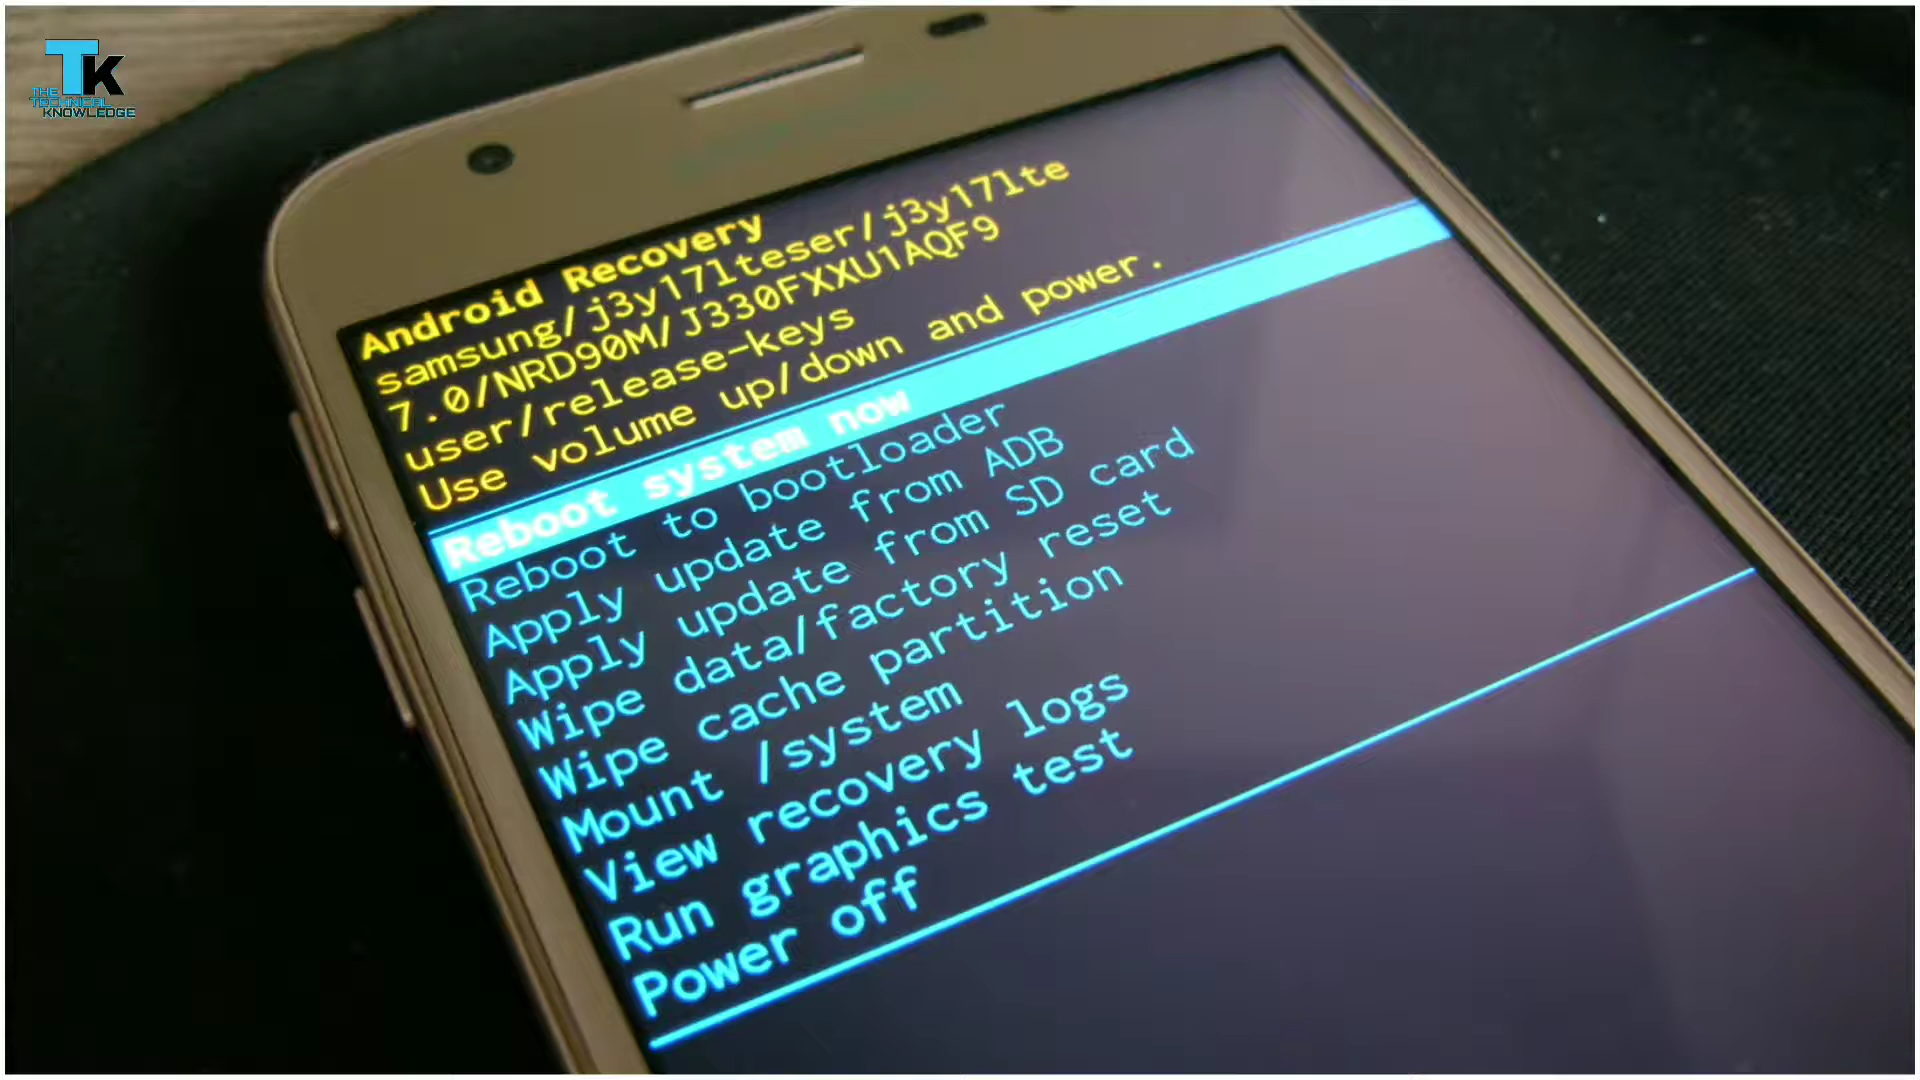 TK
THE
TECHNICAL
KNOWLEDGE
Android Recovery
samsung/j3y17lteser/j3y17lte
7.0/NRD90M/J330FXXU1AQF9
user/release-keys
Use volume up/down and power.
Reboot system now
Reboot to bootloader
Apply update from ADB
Apply update from SD card
Wipe data/factory reset
Wipe cache partition
Mount /system
View recovery logs
Run graphics test
Power off